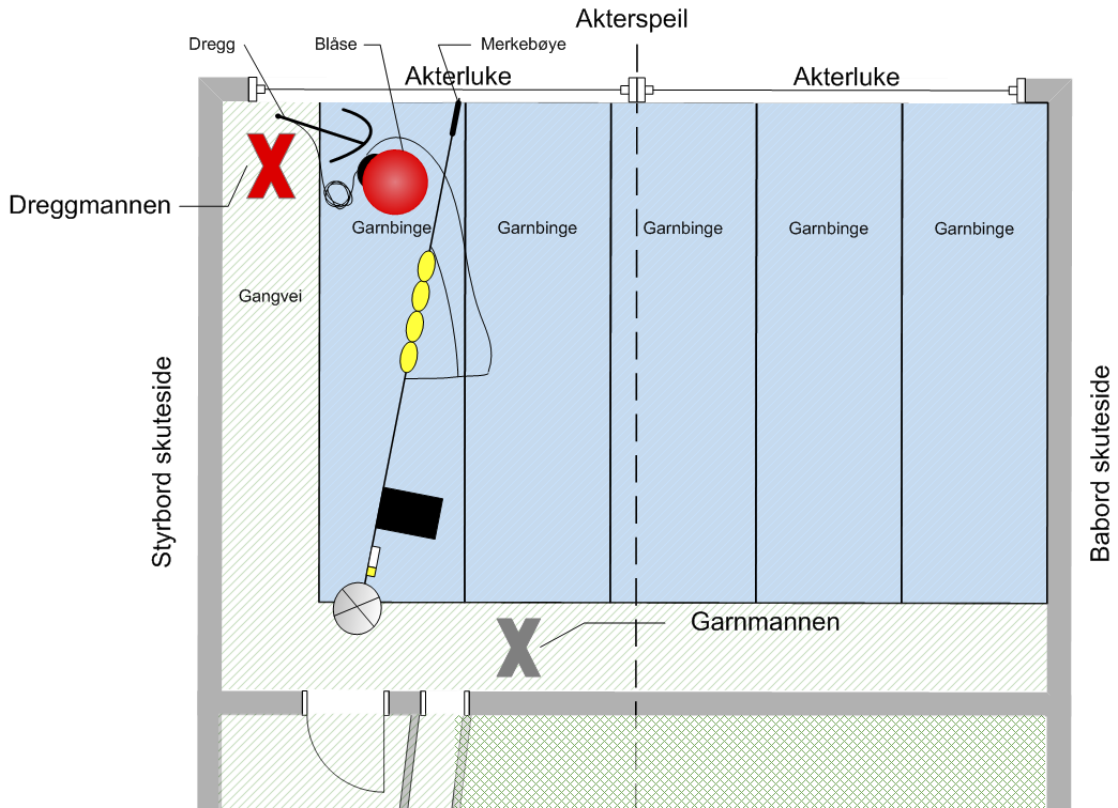 Akterspeil
Dregg
Blåse
Merkebøye
Akterluke
Akterluke
Dreggmannen
Garnbinge
Garnbinge
Garnbinge
Garnbinge
Garnbinge
Gangvei
Styrbord skuteside
Babord skuteside
Garnmannen